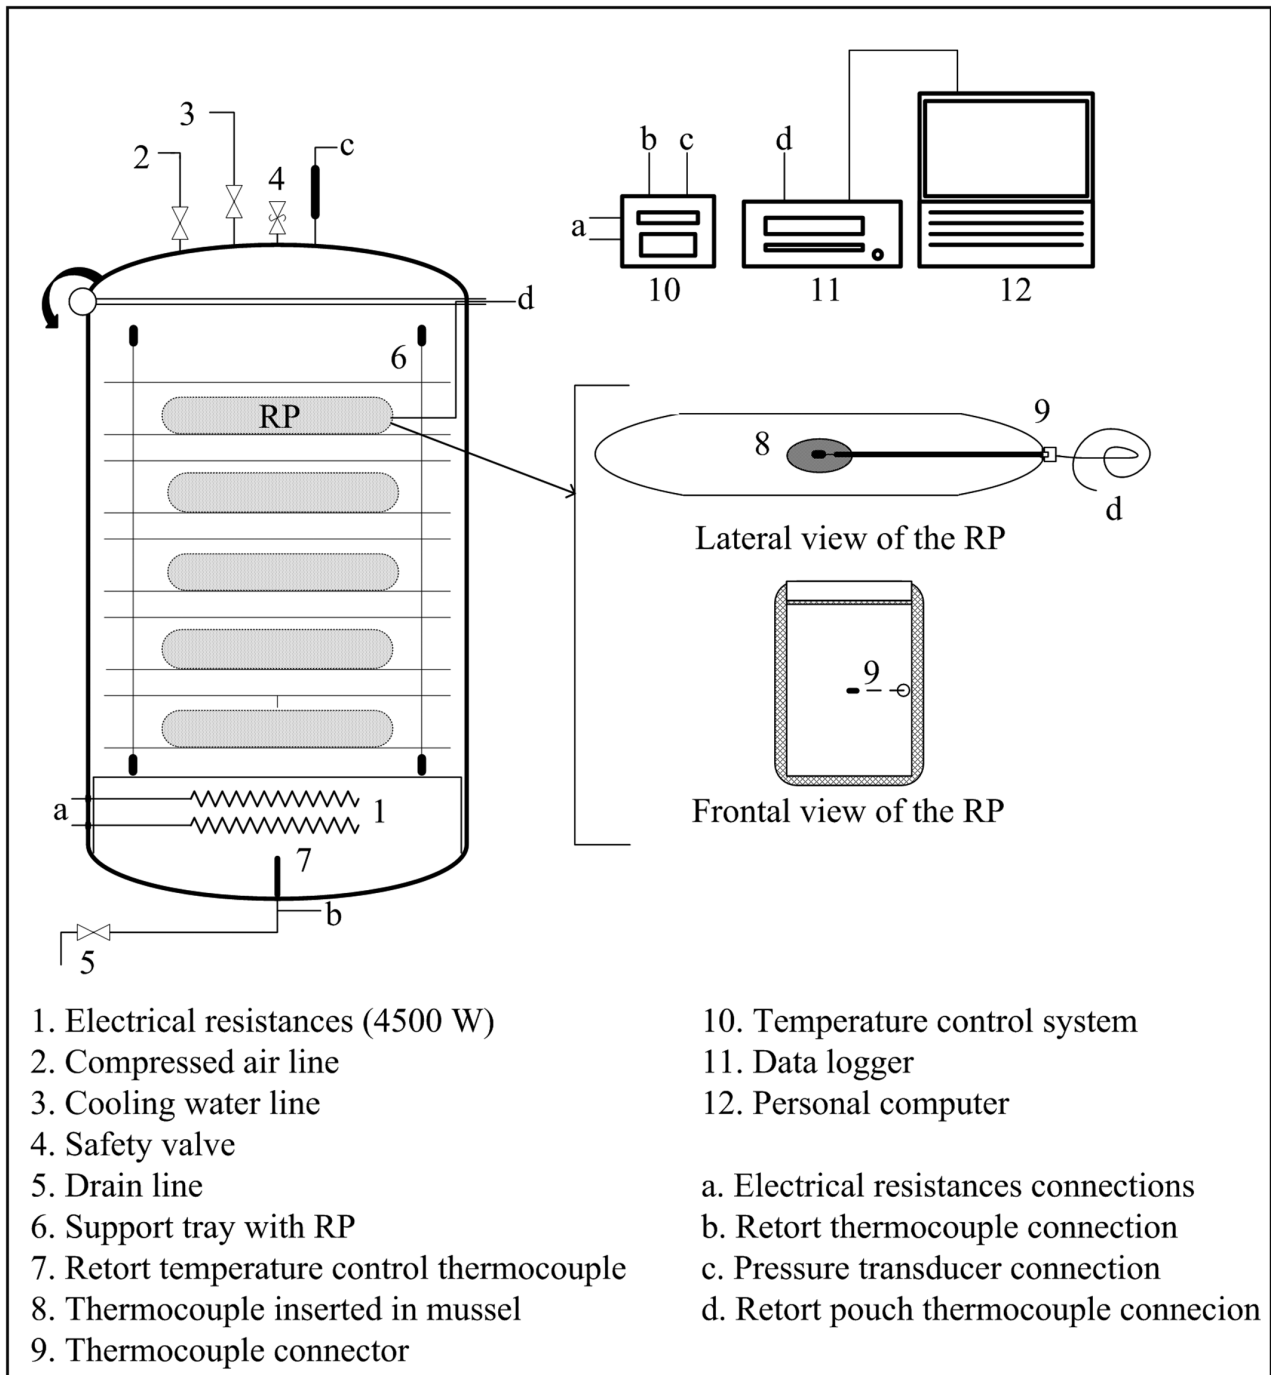 3
2
4
c
b
c
d
a
10
11
12
d
6
RP
9
8
d
Lateral view of the RP
9
Frontal view of the RP
a
1
7
b
5
1. Electrical resistances (4500 W)
2. Compressed air line
3. Cooling water line
4. Safety valve
5. Drain line
6. Support tray with RP
7. Retort temperature control thermocouple
8. Thermocouple inserted in mussel
9. Thermocouple connector
10. Temperature control system
11. Data logger
12. Personal computer
a. Electrical resistances connections
b. Retort thermocouple connection
c. Pressure transducer connection
d. Retort pouch thermocouple connecion